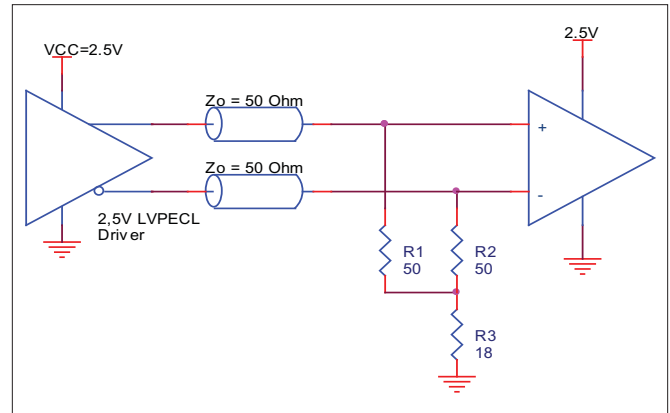 VCC=2.5V
2.5V
Zo = 50 Ohm
+
Zo = 50 Ohm
-
2,5V LVPECL
Driver
R1
50
R2
50
R3
18